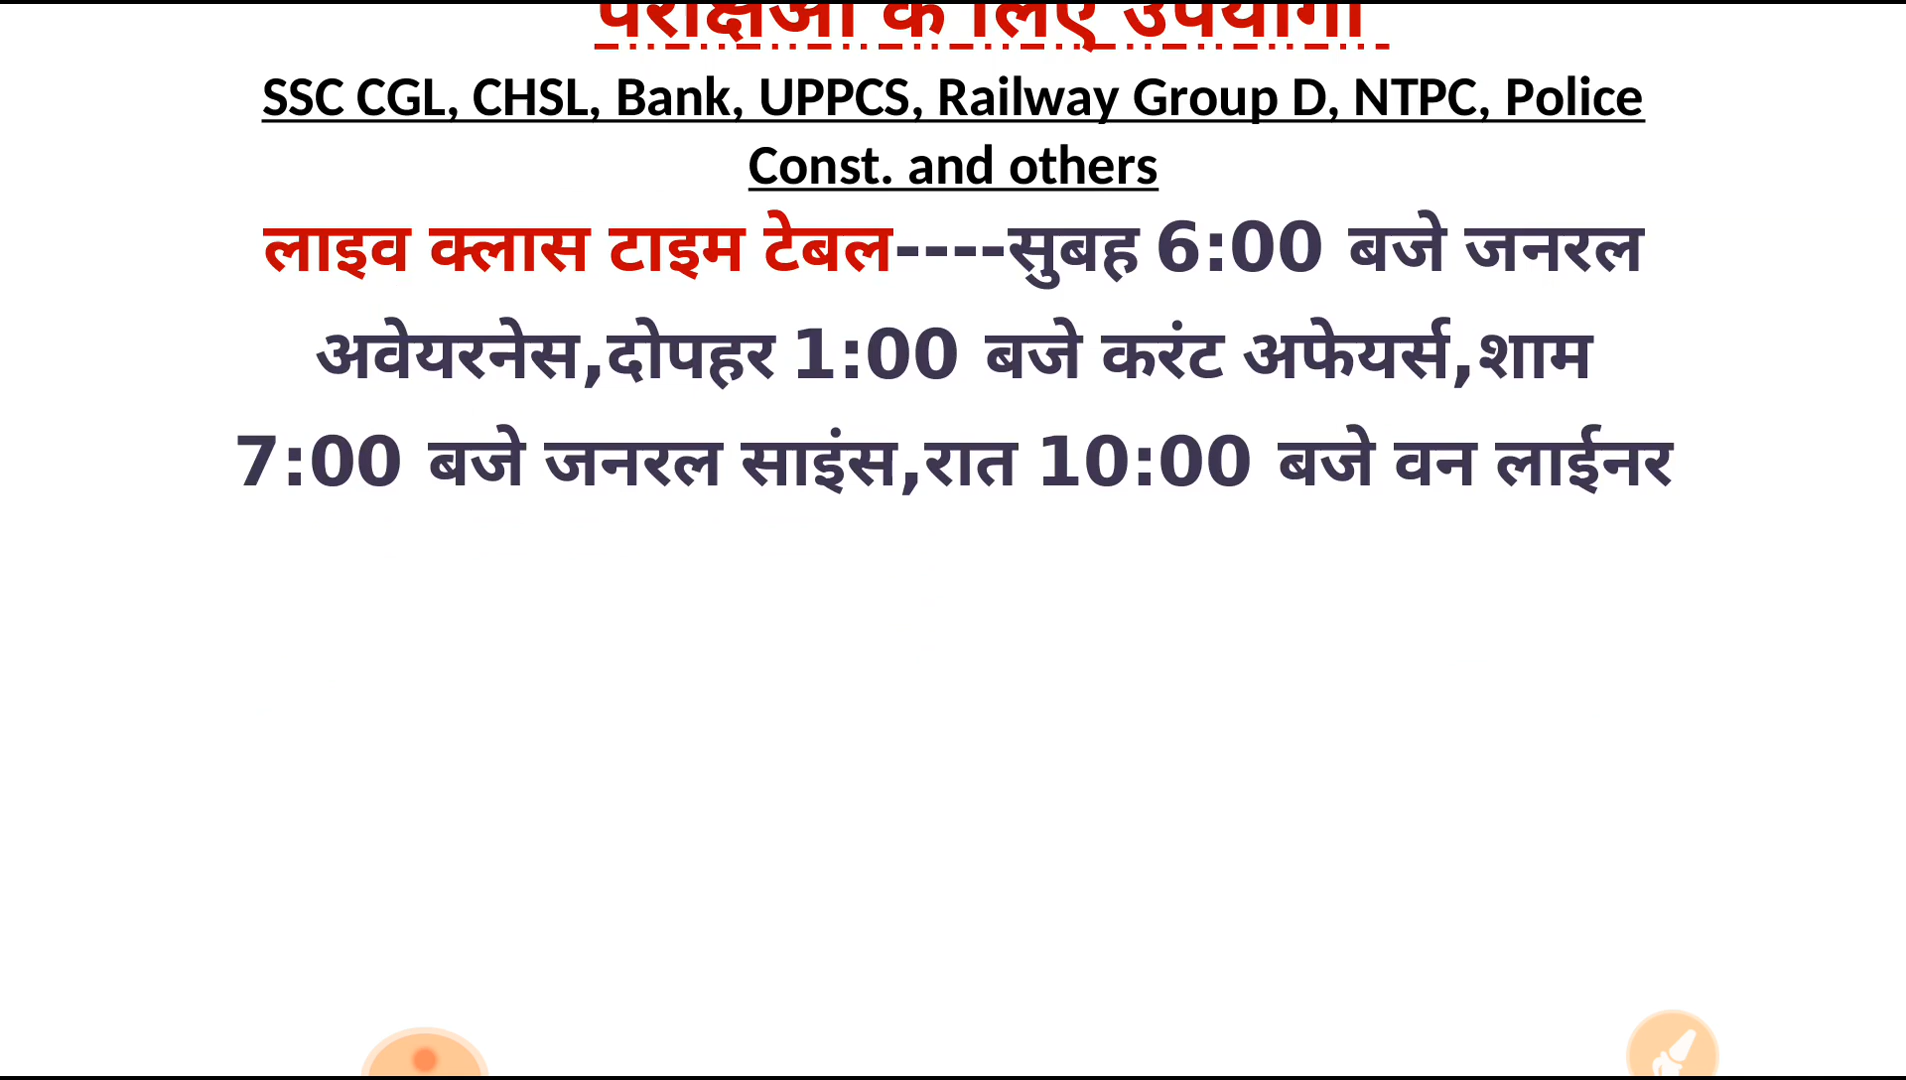 परीक्षाओं के लिए उपयोगी
SSC CGL, CHSL, Bank, UPPCS, Railway Group D, NTPC, Police
Const. and others
लाइव क्लास टाइम टेबल----सुबह 6:00 बजे जनरल
अवेयरनेस,दोपहर 1:00 बजे करंट अफेयर्स,शाम
7:00 बजे जनरल साइंस,रात 10:00 बजे वन लाईनर